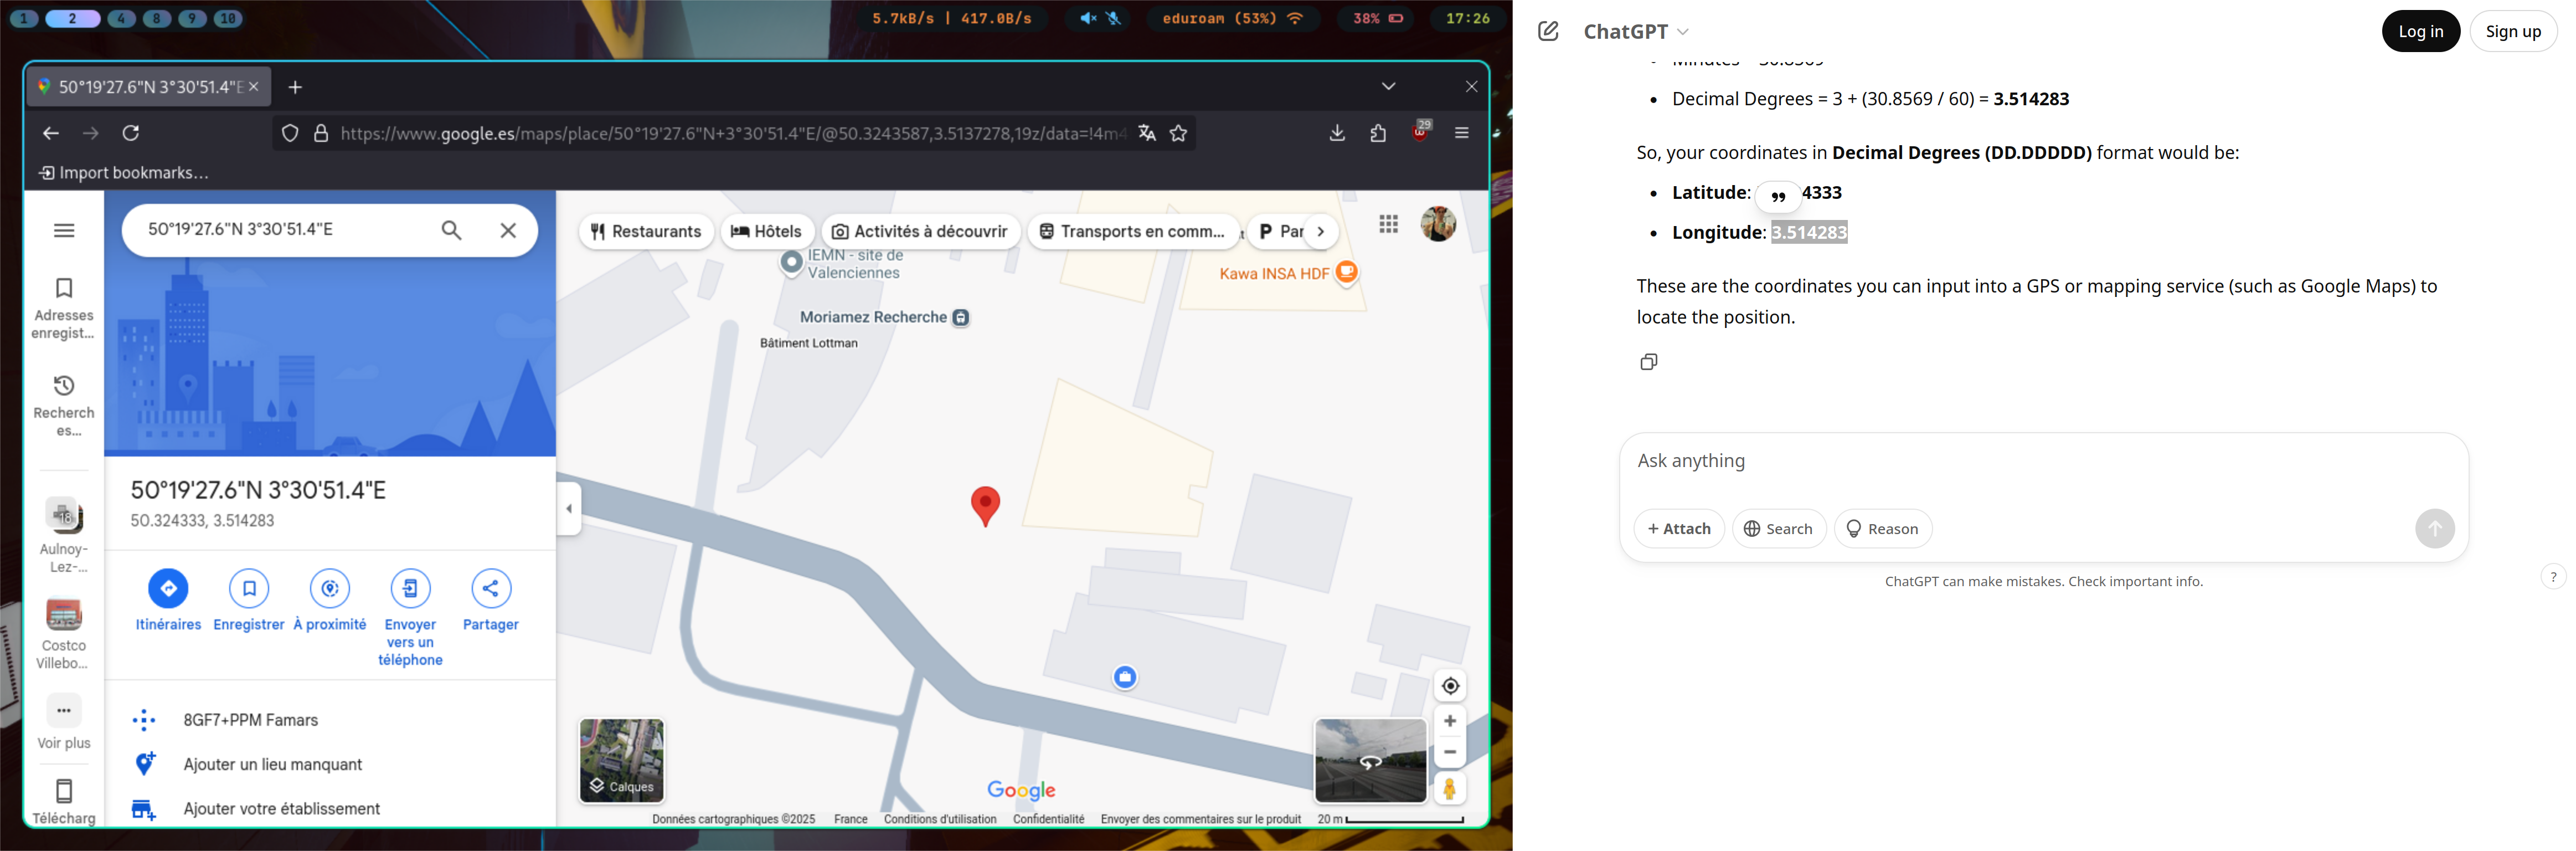 1 2 4 8 9 10
5.7kB/s | 417.0B/s
eduroam (53%)
38%
17:26
50°19'27.6"N 3°30'51.4"E
https://www.google.es/maps/place/50°19'27.6"N+3°30'51.4"E/@50.3243587,3.5137278,19z/data=!4m4
29
Import bookmarks…
50°19'27.6"N 3°30'51.4"E
Adresses
enregist...
Recherch
es...
18
Aulnoy-
Lez-...
Costco
Villebo...
Voir plus
Télécharg
50°19'27.6"N 3°30'51.4"E
50.324333, 3.514283
Itinéraires
Enregistrer
À proximité
Envoyer
vers un
téléphone
Partager
8GF7+PPM Famars
Ajouter un lieu manquant
Ajouter votre établissement
Restaurants
Hôtels
Activités à découvrir
Transports en comm...
P Par
IEMN - site de
Valenciennes
Kawa INSA HDF
Moriamez Recherche
Bâtiment Lottman
Calques
Google
Données cartographiques ©2025 France Conditions d'utilisation Confidentialité Envoyer des commentaires sur le produit 20 m
ChatGPT
Log in
Sign up
Decimal Degrees = 3 + (30.8569 / 60) = 3.514283
So, your coordinates in Decimal Degrees (DD.DDDDD) format would be:
Latitude: 4333
Longitude: 3.514283
These are the coordinates you can input into a GPS or mapping service (such as Google Maps) to
locate the position.
Ask anything
+ Attach
Search
Reason
ChatGPT can make mistakes. Check important info.
?